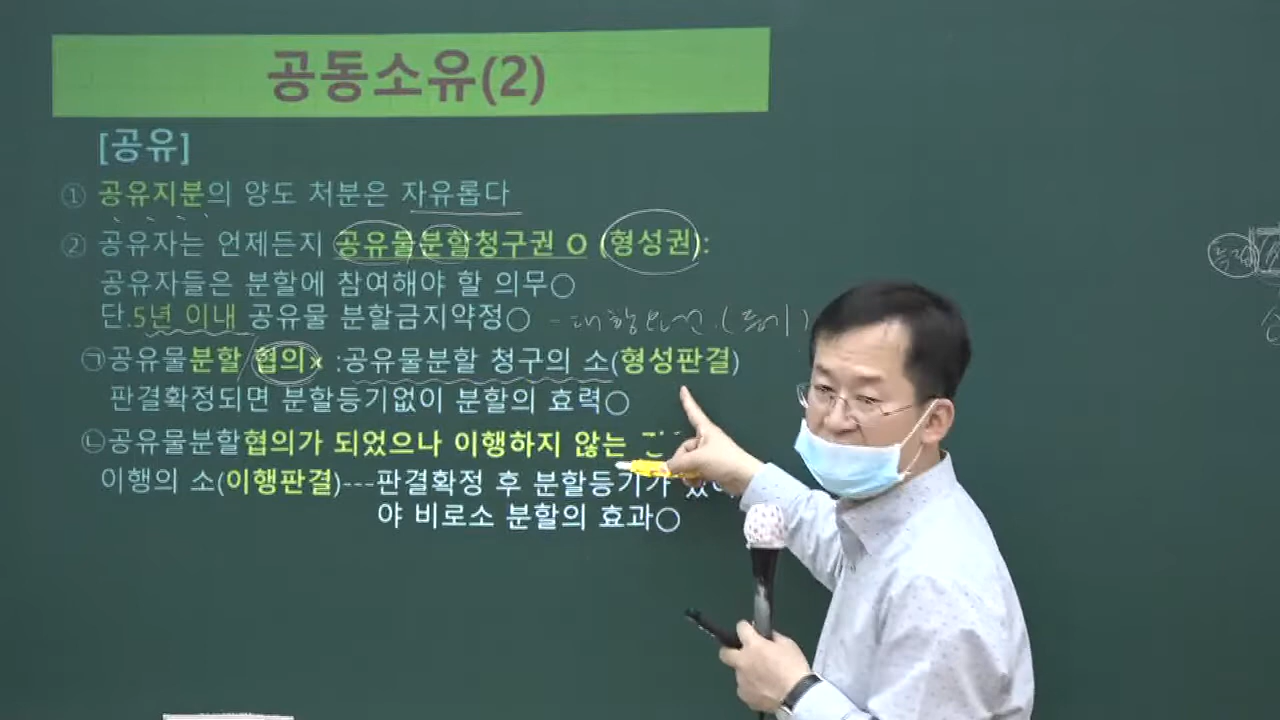 공동소유(2)
[공유]
① 공유지분의 양도 처분은 자유롭다
② 공유자는 언제든지 공유물분할청구권 O (형성권):
공유자들은 분할에 참여해야 할 의무○
단.5년 이내 공유물 분할금지약정○ - 대항요건.(등기)
㉠공유물분할 협의x :공유물분할 청구의 소(형성판결)
판결확정되면 분할등기없이 분할의 효력○
㉡공유물분할협의가 되었으나 이행하지 않는
이행의 소(이행판결)---판결확정 후 분할등기가
야 비로소 분할의 효과○